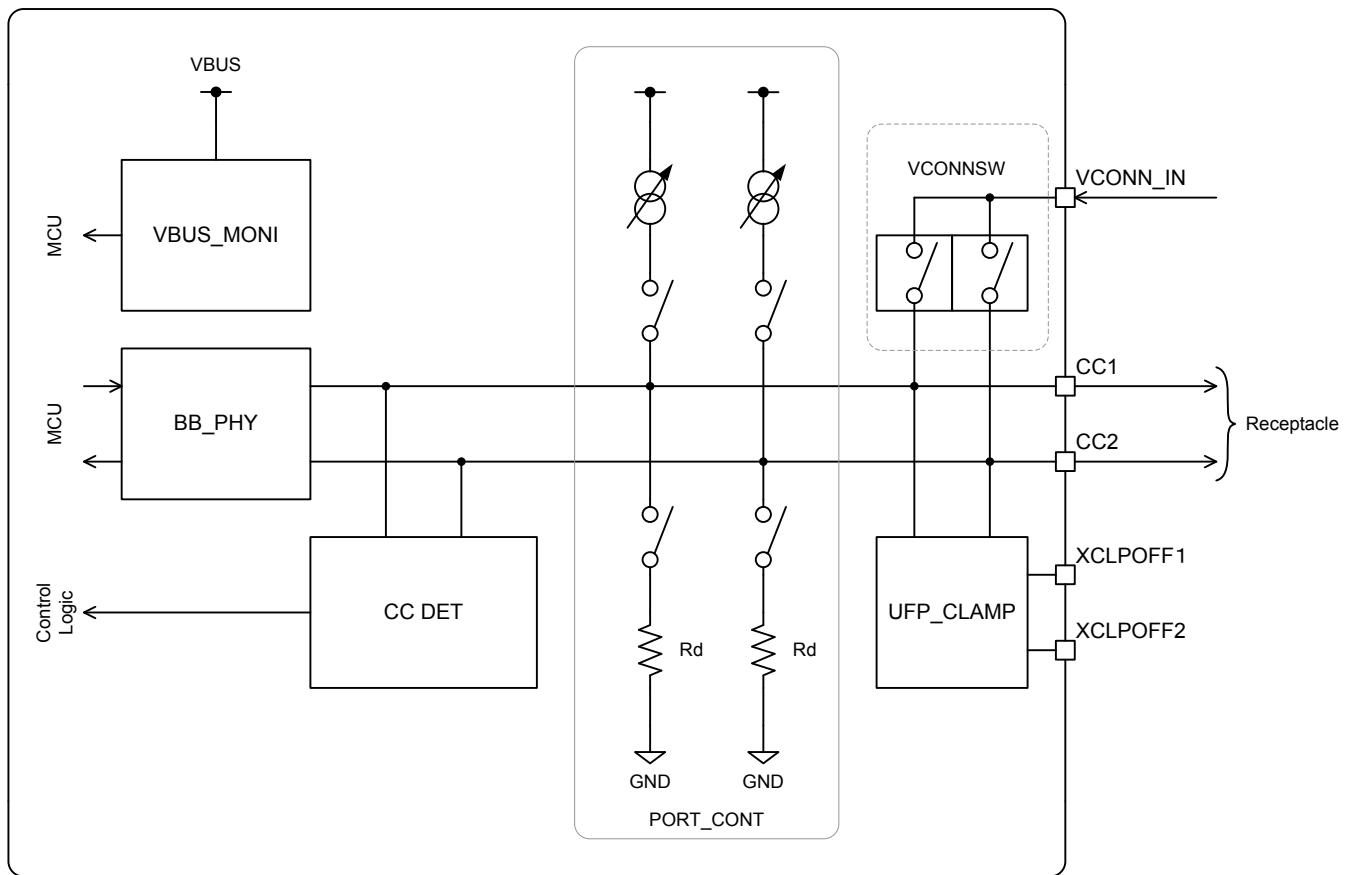 VBUS
VCONNSW
VCONN_IN
MCU
VBUS_MONI
CC1
MCU
BB_PHY
Receptacle
CC2
XCLPOFF1
Control
Logic
CC DET
UFP_CLAMP
XCLPOFF2
Rd
Rd
GND
GND
PORT_CONT